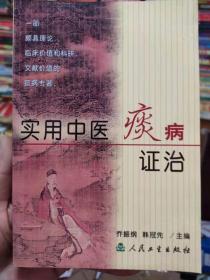 一部
颇具理论、
临床价值和科研、
文献价值的
痰病专著。
实用中医痰病
证治
乔振纲 韩冠先 / 主编
人民卫生出版社